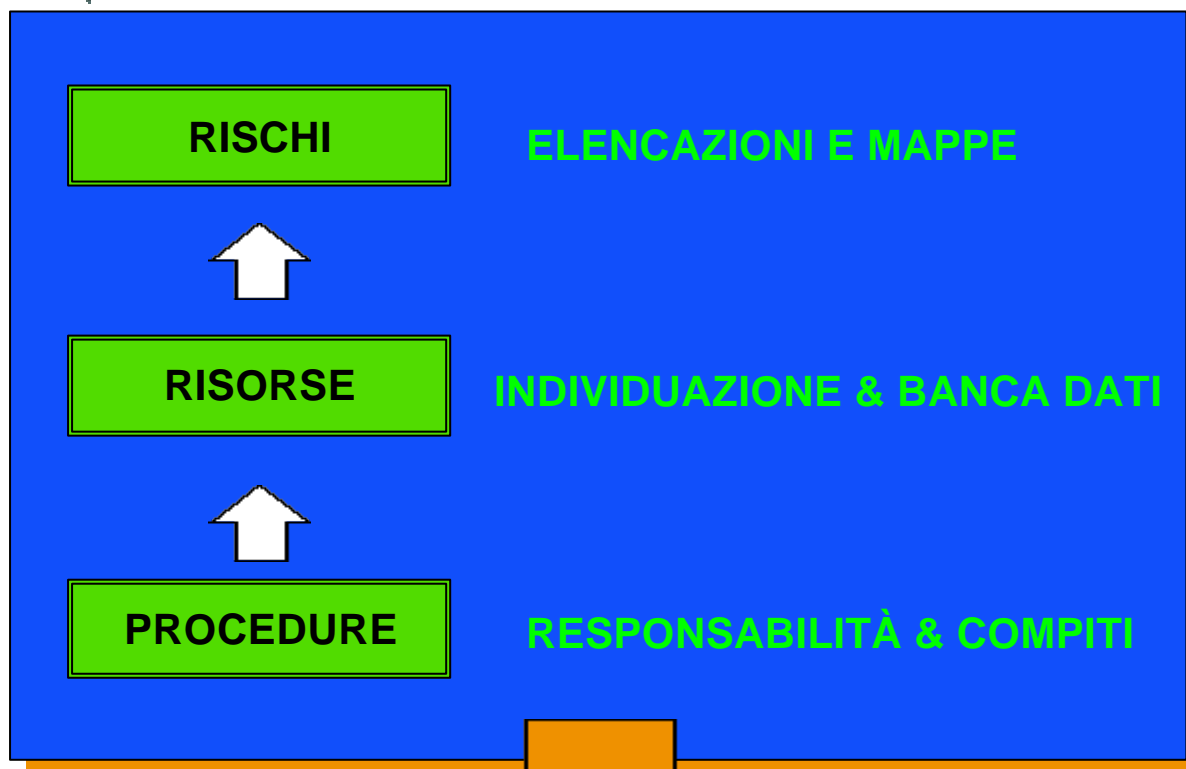 RISCHI
ELENCAZIONI E MAPPE
RISORSE
INDIVIDUAZIONE & BANCA DATI
PROCEDURE
RESPONSABILITÀ & COMPITI